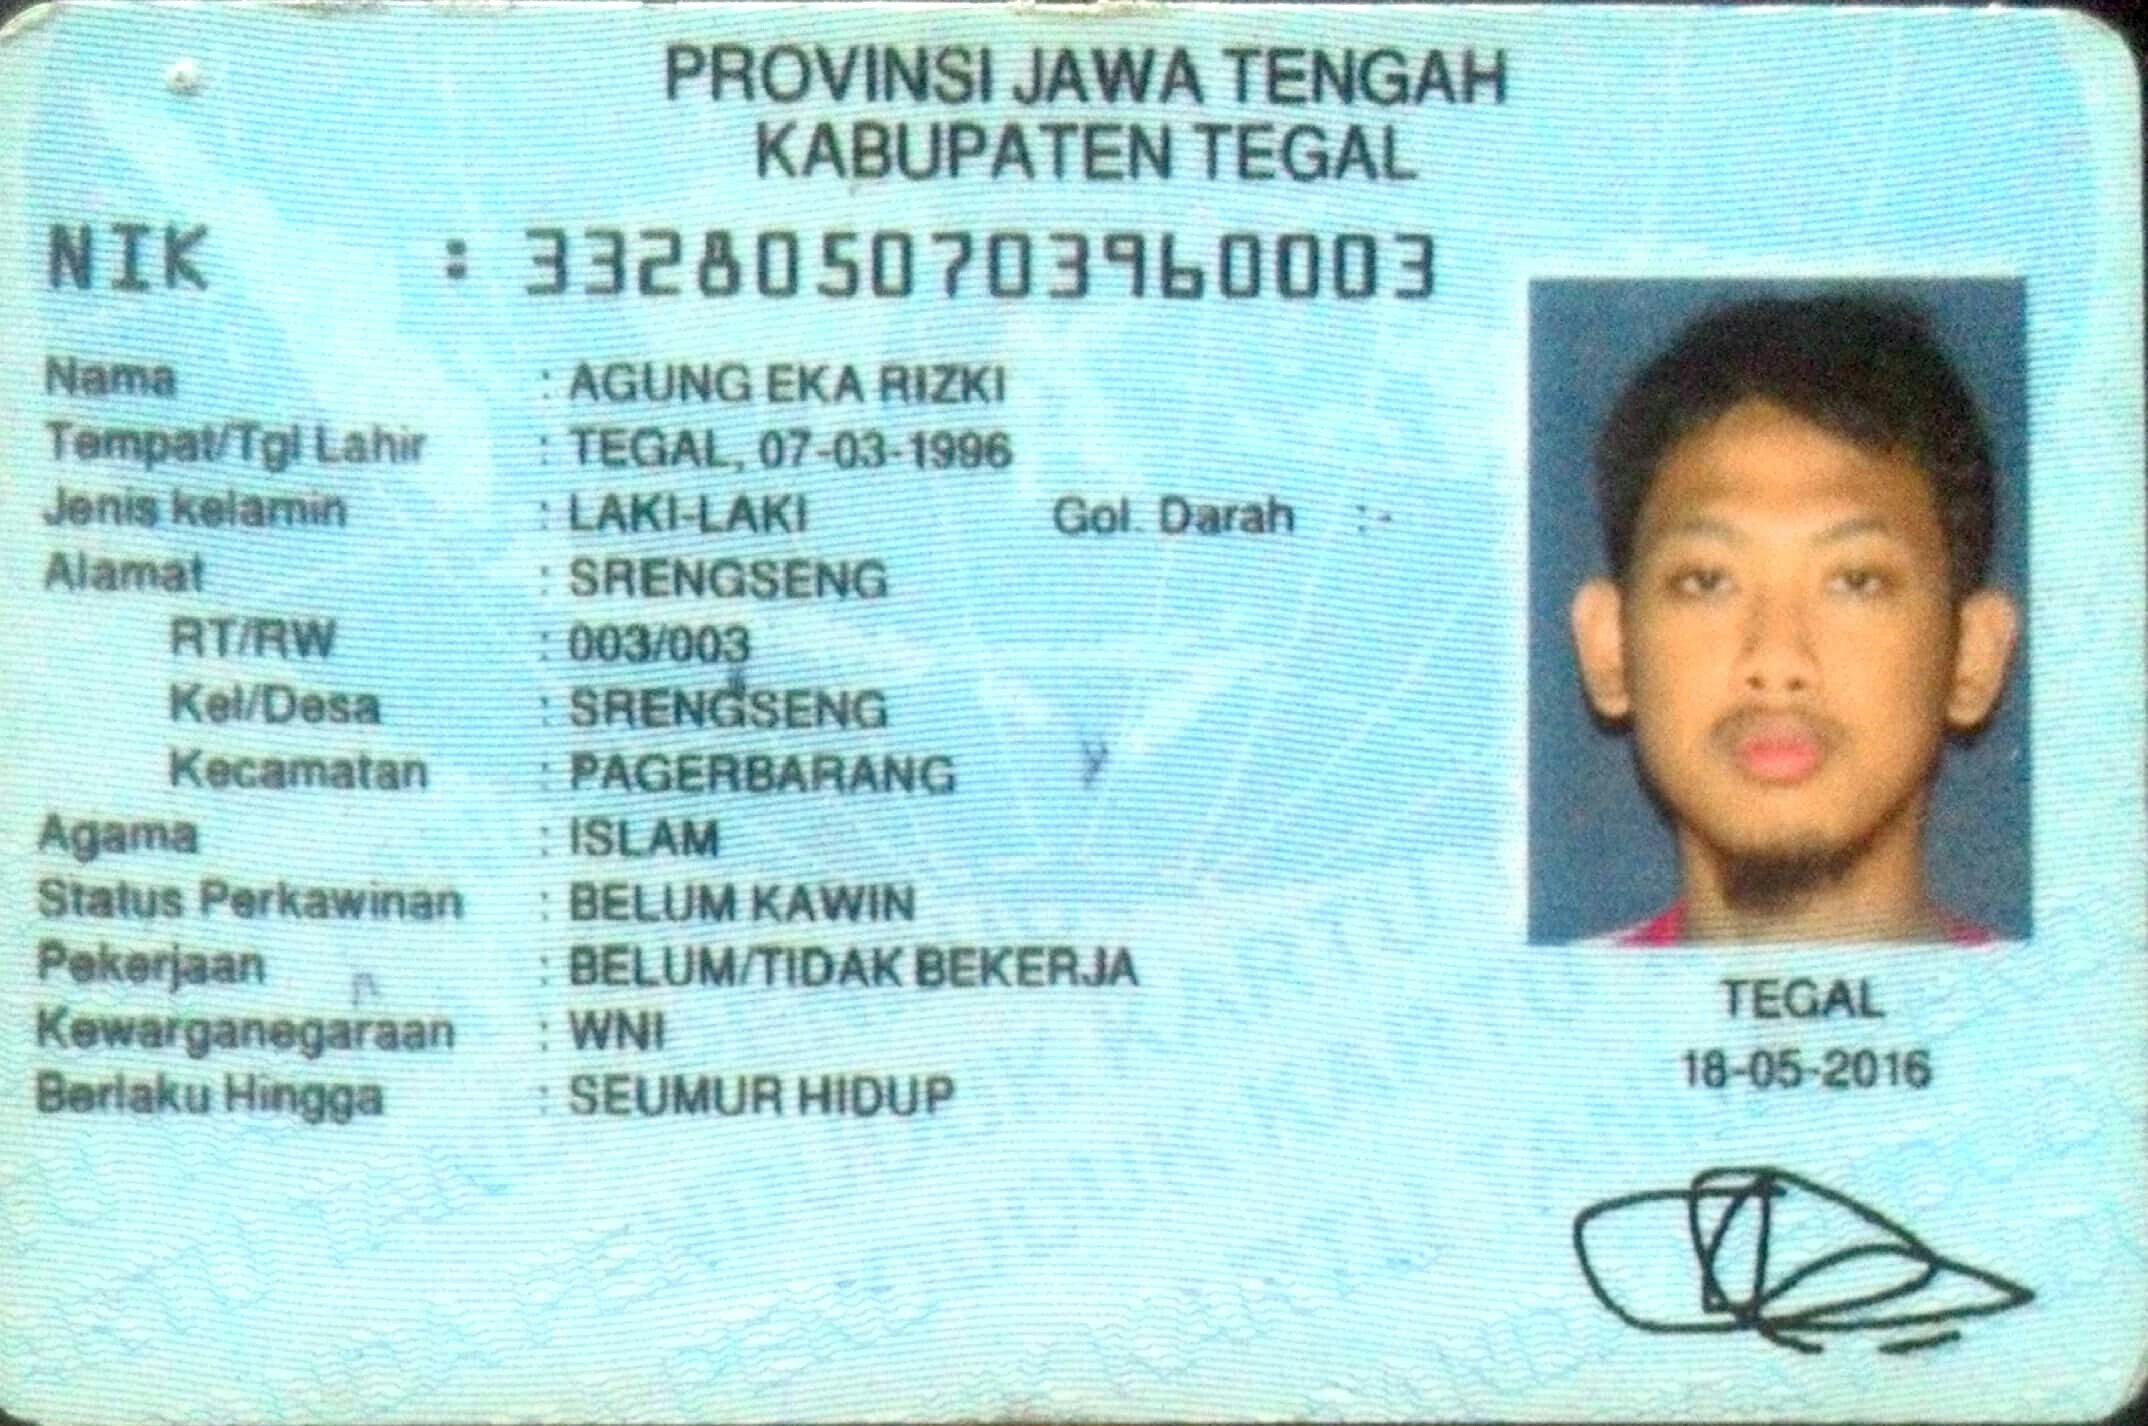 PROVINSI JAWA TENGAH
KABUPATEN TEGAL
NIK : 3328050703960003
Nama : AGUNG EKA RIZKI
Tempat/Tgl Lahir : TEGAL, 07-03-1996
Jenis kelamin : LAKI-LAKI Gol. Darah : -
Alamat : SRENGSENG
RT/RW : 003/003
Kel/Desa : SRENGSENG
Kecamatan : PAGERBARANG
Agama : ISLAM
Status Perkawinan : BELUM KAWIN
Pekerjaan : BELUM/TIDAK BEKERJA
Kewarganegaraan : WNI
Berlaku Hingga : SEUMUR HIDUP
TEGAL
18-05-2016